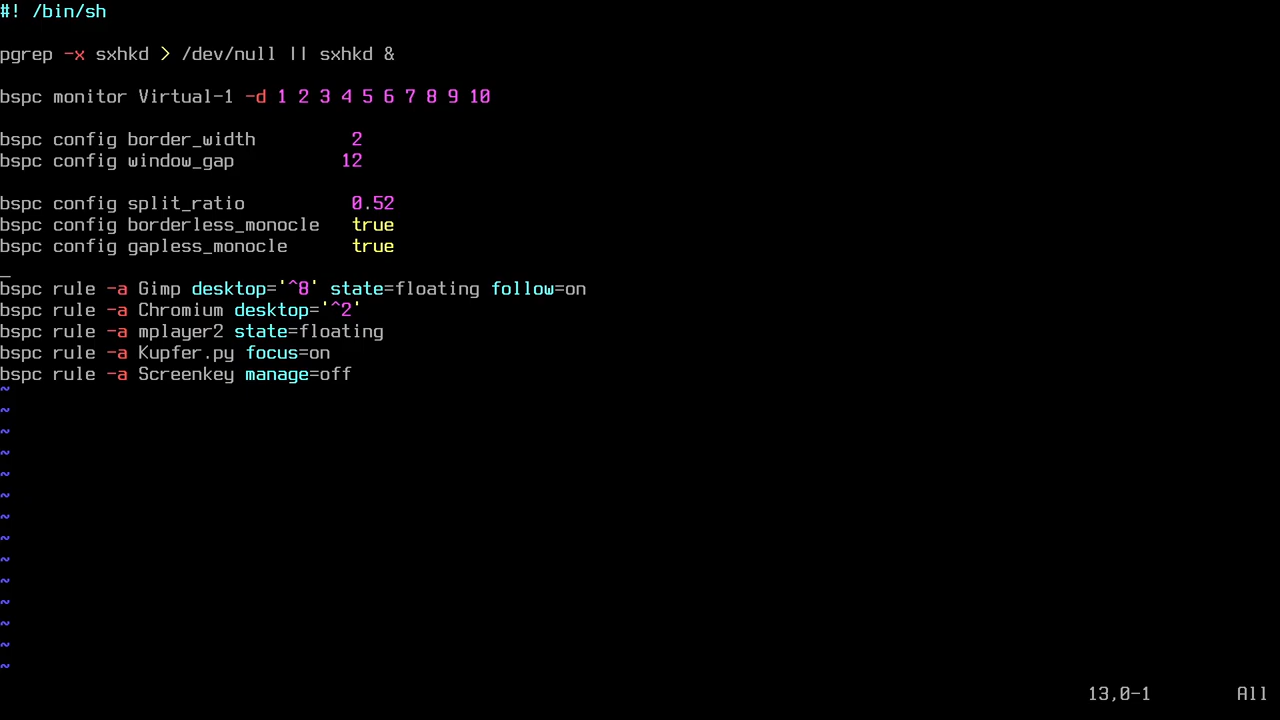 #! /bin/sh
pgrep -x sxhkd > /dev/null || sxhkd &
bspc monitor Virtual-1 -d 1 2 3 4 5 6 7 8 9 10
bspc config border_width         2
bspc config window_gap          12
bspc config split_ratio          0.52
bspc config borderless_monocle   true
bspc config gapless_monocle      true
bspc rule -a Gimp desktop='^8' state=floating follow=on
bspc rule -a Chromium desktop='^2'
bspc rule -a mplayer2 state=floating
bspc rule -a Kupfer.py focus=on
bspc rule -a Screenkey manage=off
~
~
~
~
~
~
~
~
~
~
~
~
~
~
13,0-1        All